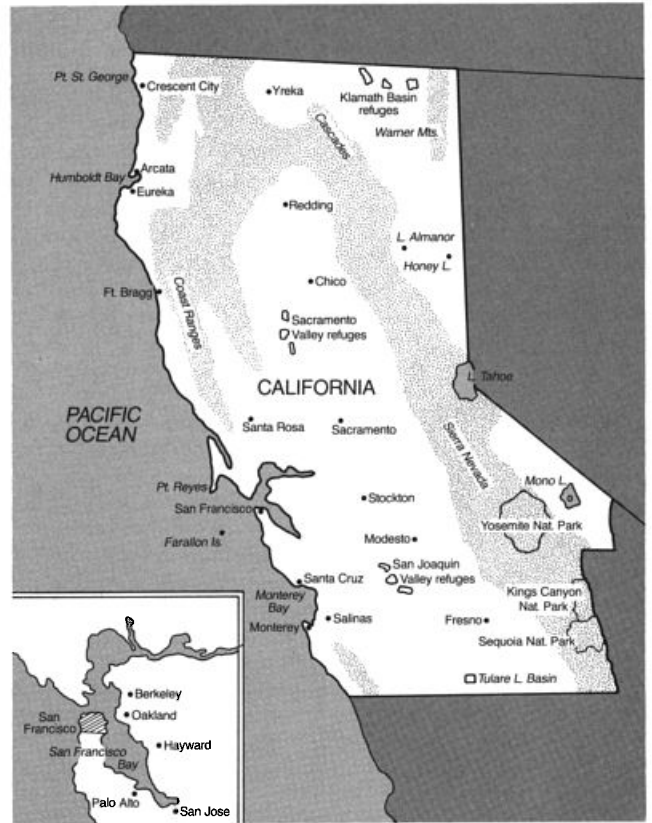 Pt. St. George
Crescent City
Yreka
Klamath Basin
refuges
Warner Mts.
Cascades
Arcata
Humboldt Bay
Eureka
Redding
L. Almanor
Honey L.
Chico
Ft. Bragg
Coast Ranges
Sacramento
Valley refuges
L. Tahoe
CALIFORNIA
PACIFIC
OCEAN
Santa Rosa
Sacramento
Sierra Nevada
Pt. Reyes
Mono L.
Stockton
San Francisco
Yosemite Nat. Park
Farallon Is.
Modesto
San Joaquin
Valley refuges
Santa Cruz
Monterey
Bay
Kings Canyon
Nat. Park
Salinas
Fresno
Monterey
Sequoia Nat. Park
Tulare L. Basin
Berkeley
Oakland
San
Francisco
Hayward
San Francisco
Bay
Palo Alto
San Jose